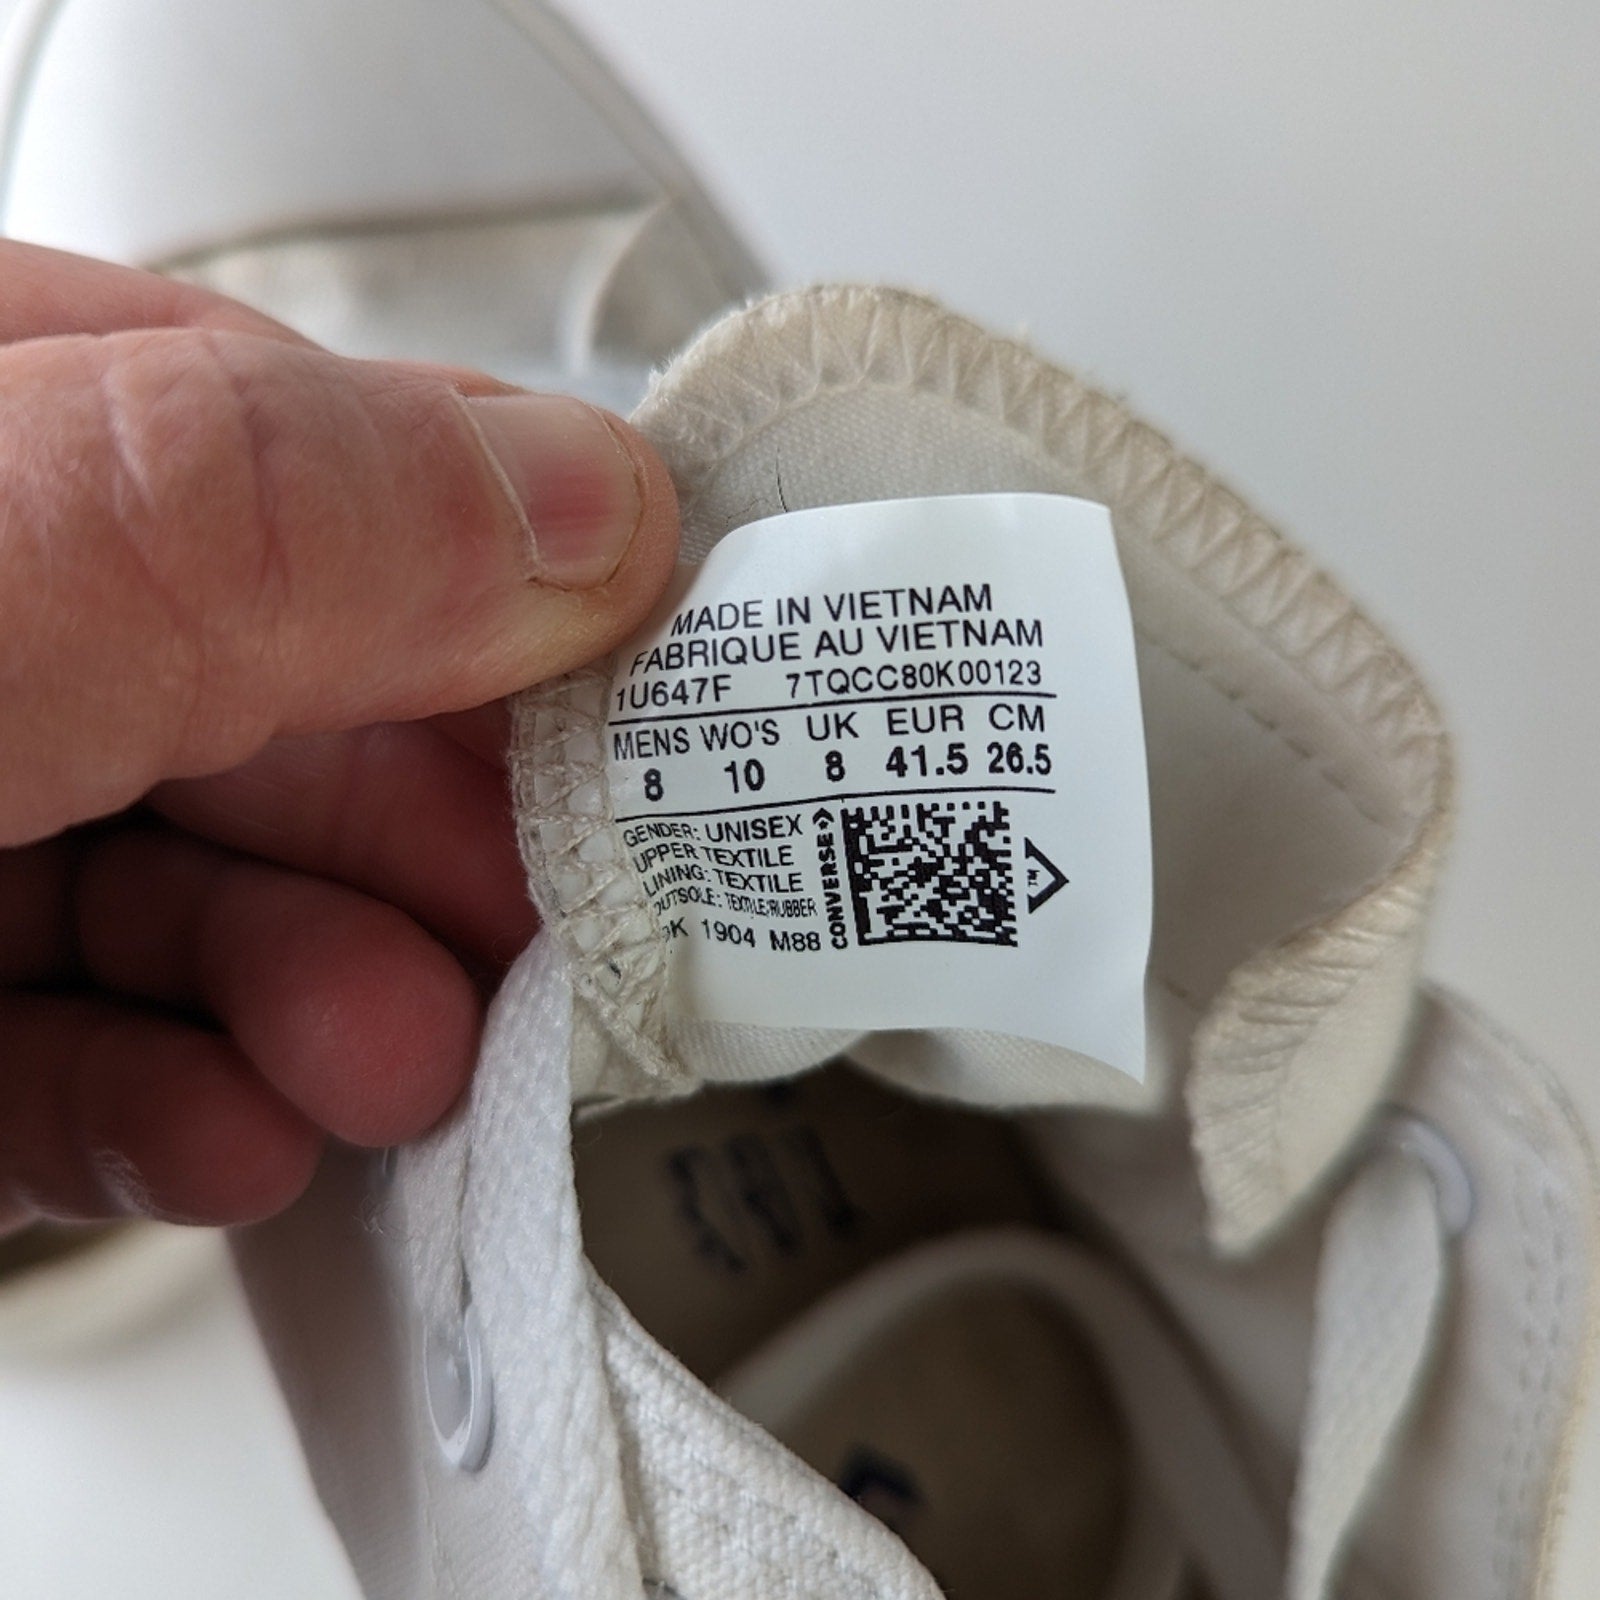 MADE IN VIETNAM
FABRIQUE AU VIETNAM
1U647F 7TQCC80K00123
MENS WO'S UK EUR CM
8 10 8 41.5 26.5
GENDER: UNISEX
UPPER TEXTILE
LINING: TEXTILE
OUTSOLE: TEXTILE/RUBBER
1904 M88
CONVERSE
TM